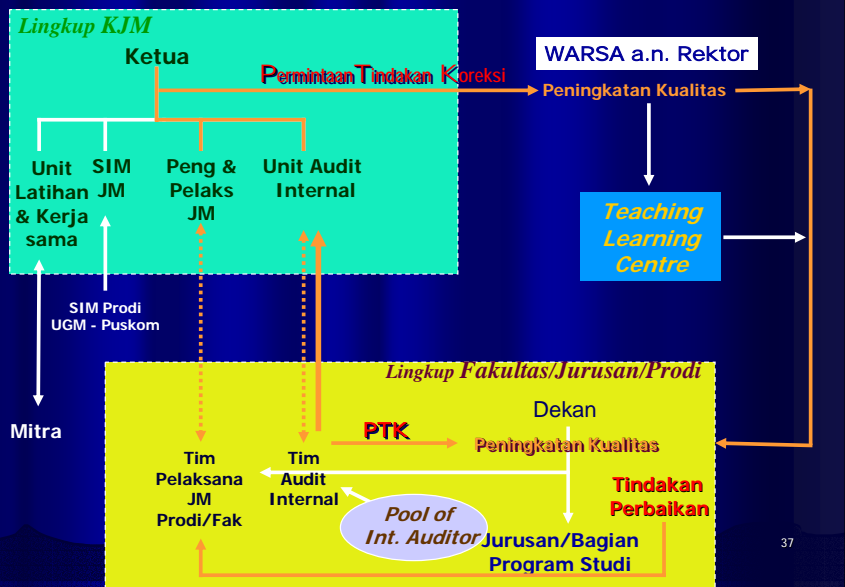 Lingkup KJM
Ketua
Permintaan Tindakan Koreksi
WARSA a.n. Rektor
Peningkatan Kualitas
Unit
Latihan
& Kerja
sama
SIM
JM
Peng &
Pelaks
JM
Unit Audit
Internal
Teaching
Learning
Centre
SIM Prodi
UGM - Puskom
Mitra
Lingkup Fakultas/Jurusan/Prodi
Dekan
PTK
Peningkatan Kualitas
Tim
Pelaksana
JM
Prodi/Fak
Tim
Audit
Internal
Tindakan
Perbaikan
Pool of
Int. Auditor
Jurusan/Bagian
Program Studi
37